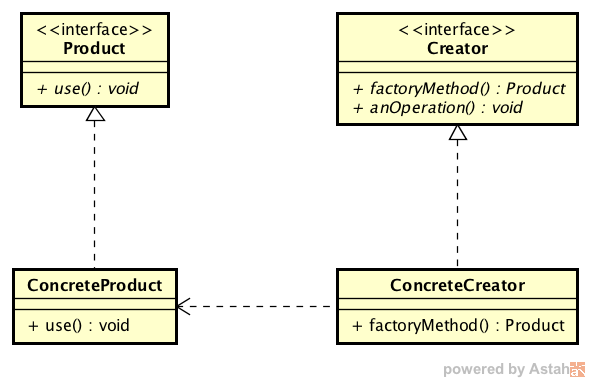 <<interface>>
Product
+ use() : void
<<interface>>
Creator
+ factoryMethod() : Product
+ anOperation() : void
ConcreteProduct
+ use() : void
ConcreteCreator
+ factoryMethod() : Product
powered by Astah